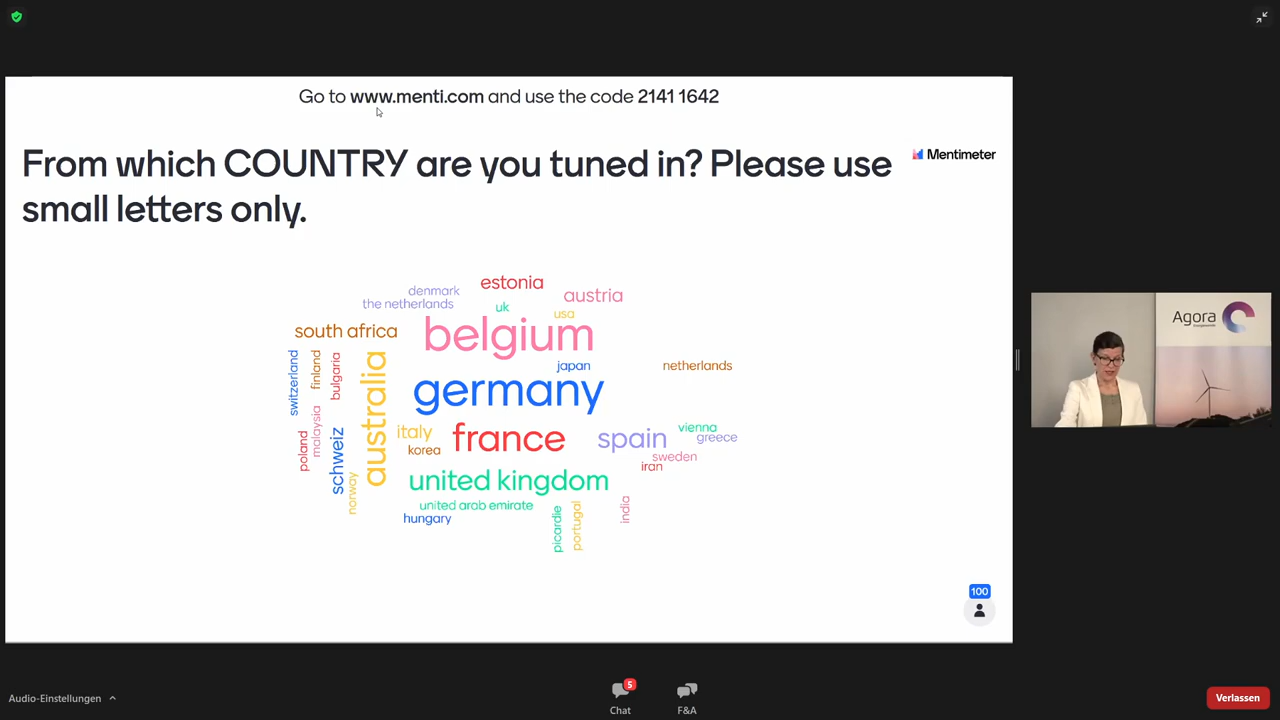 Go to www.menti.com and use the code 2141 1642
From which COUNTRY are you tuned in? Please use
small letters only.
Mentimeter
denmark
estonia
the netherlands
uk
austria
usa
south africa
belgium
switzerland
finland
bulgaria
australia
japan
netherlands
germany
poland
malaysia
schweiz
norway
italy
korea
france
spain
vienna
greece
sweden
iran
united kingdom
united arab emirate
hungary
picardie
portugal
india
100
Agora
Energiewende
Audio-Einstellungen
5
Chat
F&A
Verlassen